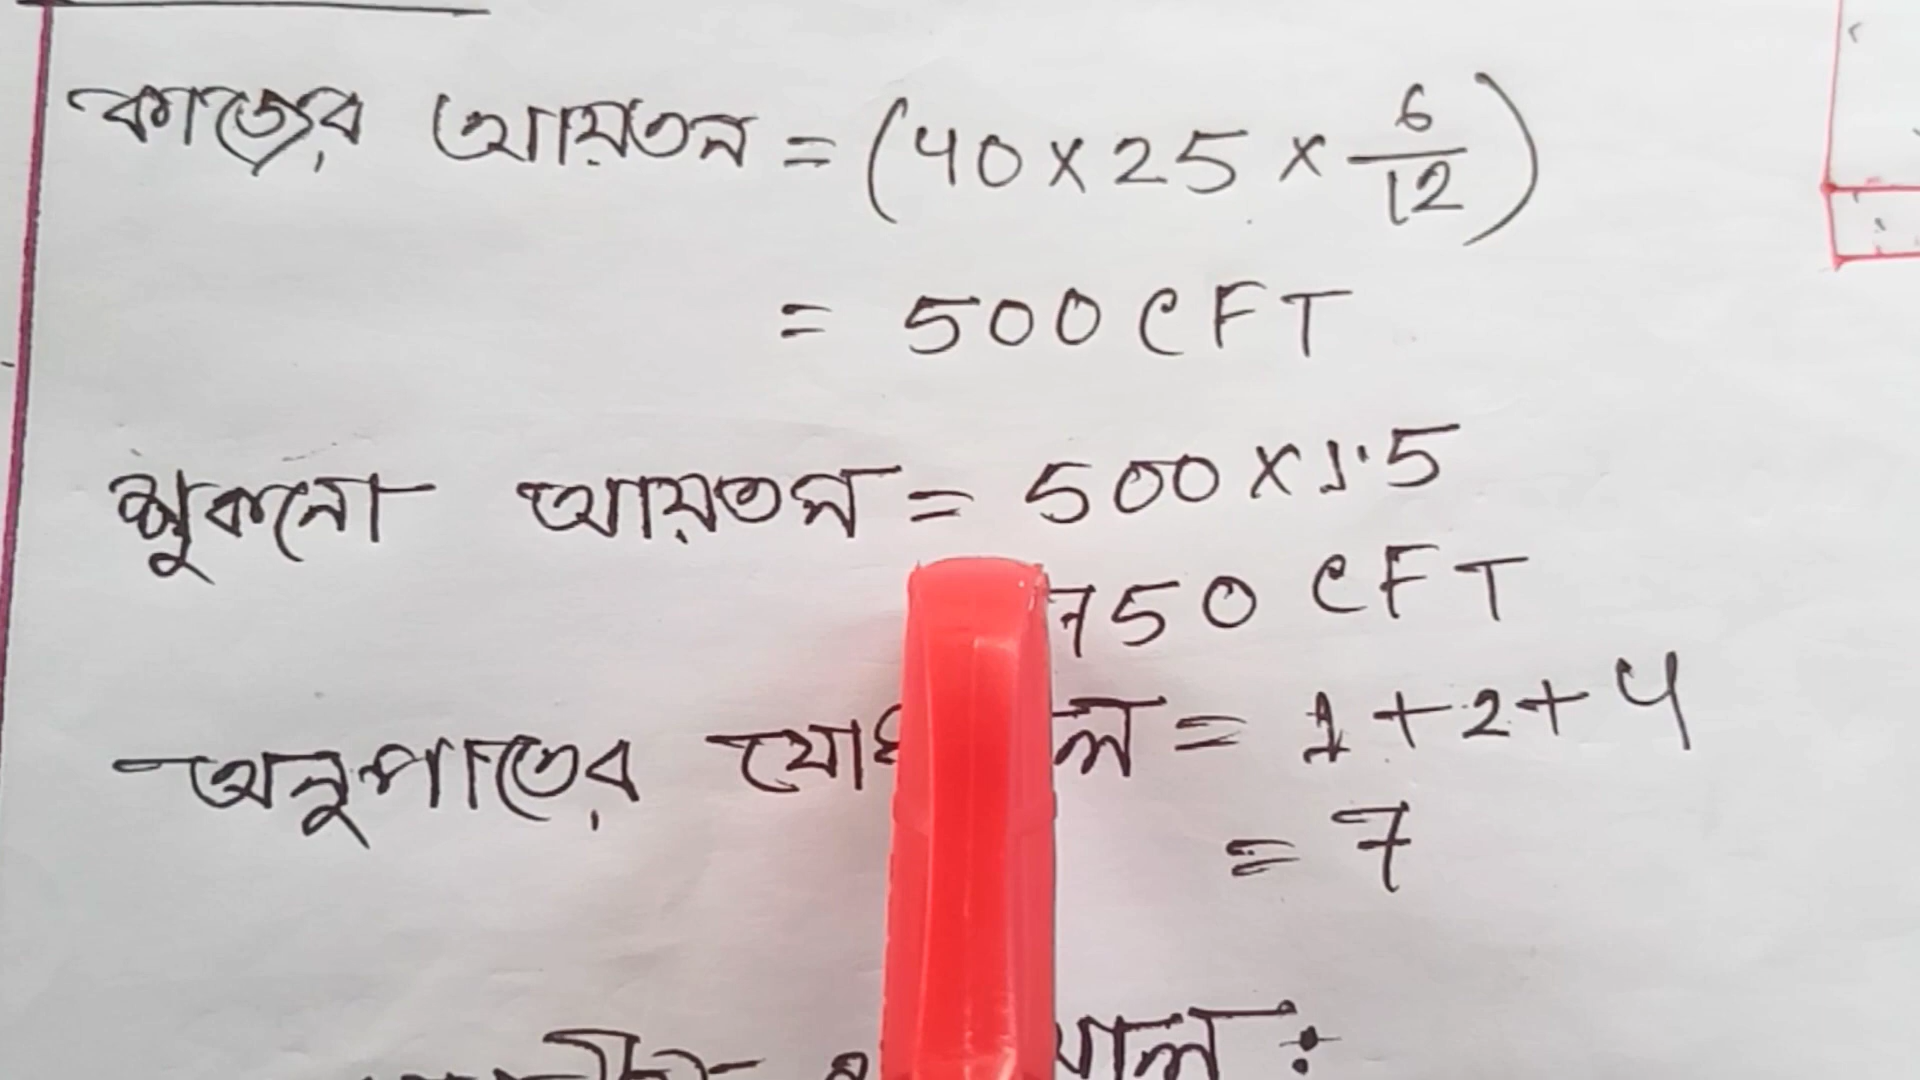 কাজের আয়তন = (40 x 25 x 6/12)
= 500 CFT
শুকনো আয়তন = 500 x 1.5
750 CFT
অনুপাতের = 1+2+4
= 7